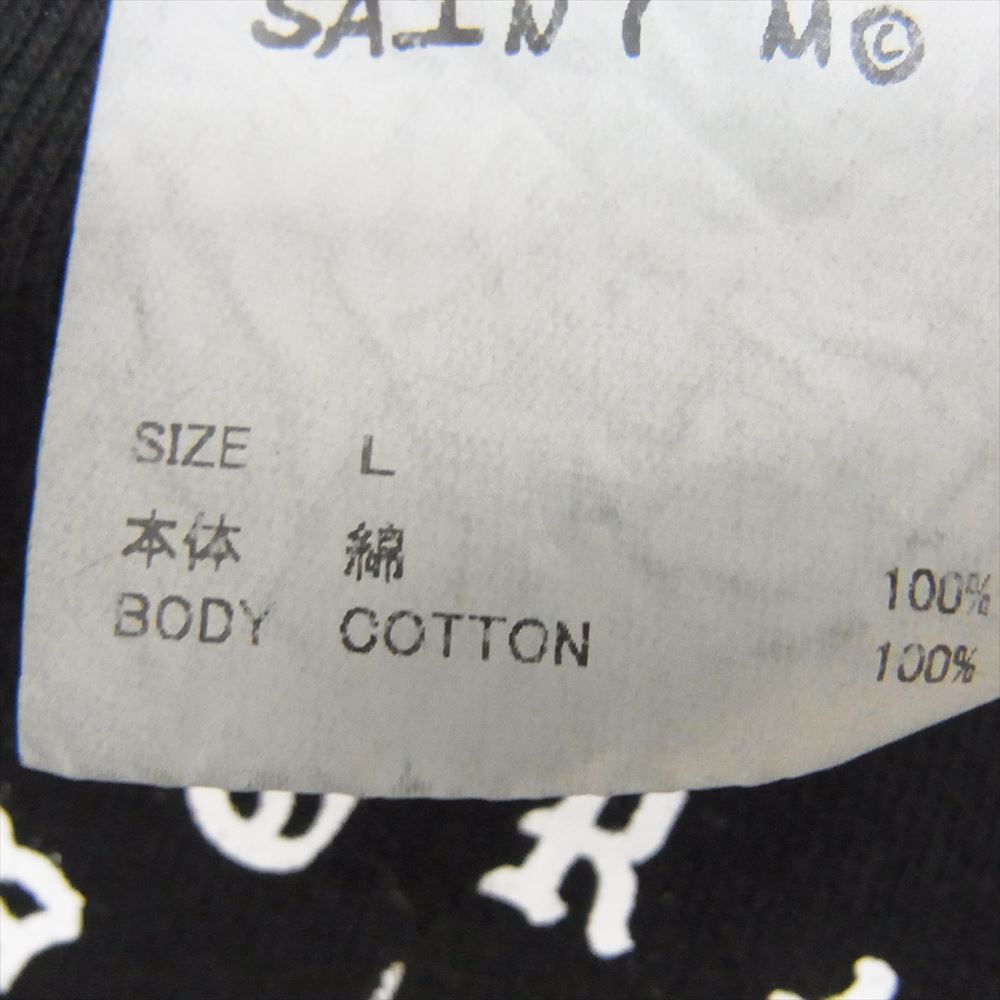 SAINT M©
SIZE L
本体 綿 100%
BODY COTTON 100%